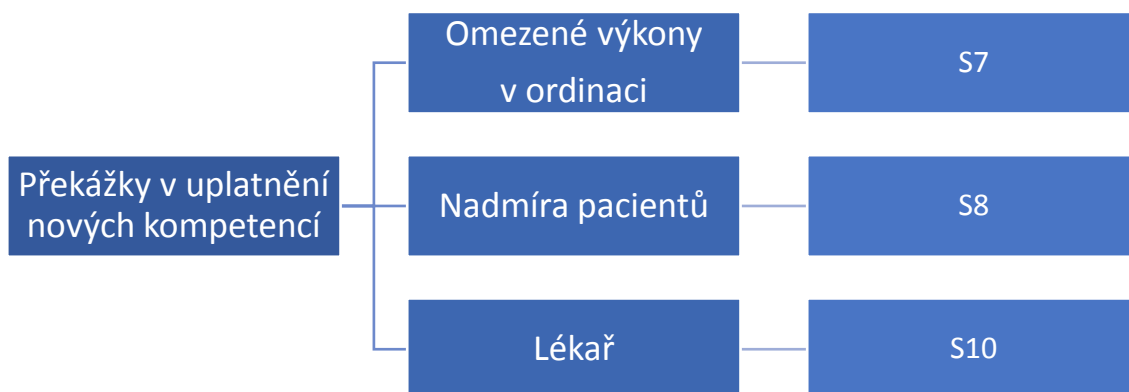 Překážky v uplatnění
nových kompetencí
Omezené výkony
v ordinaci
S7
Nadmíra pacientů
S8
Lékař
S10